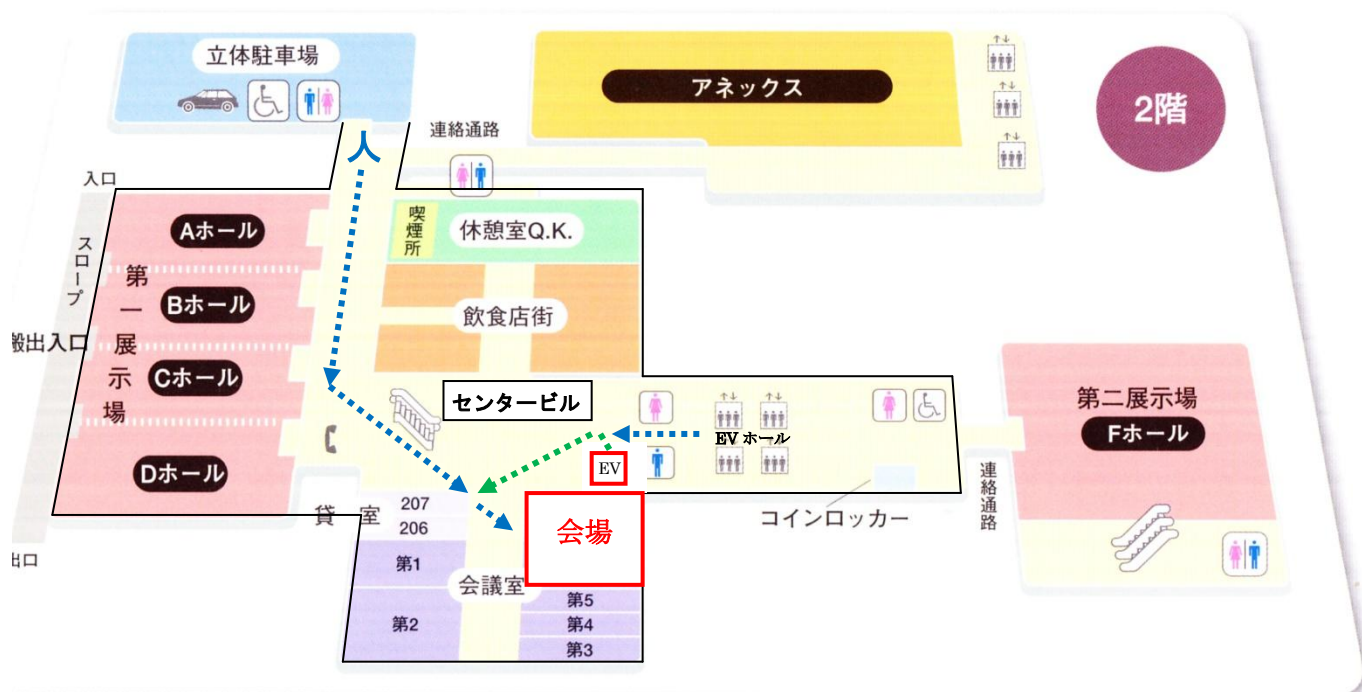 立体駐車場
アネックス
2階
連絡通路
人
入口
スロープ
Aホール
喫煙所
休憩室Q.K.
第一展示場
Bホール
飲食店街
搬出入口
Cホール
センタービル
EVホール
第二展示場
Fホール
Dホール
EV
連絡通路
コインロッカー
貸室
207
206
会場
第1
会議室
第5
第2
第4
第3
出口